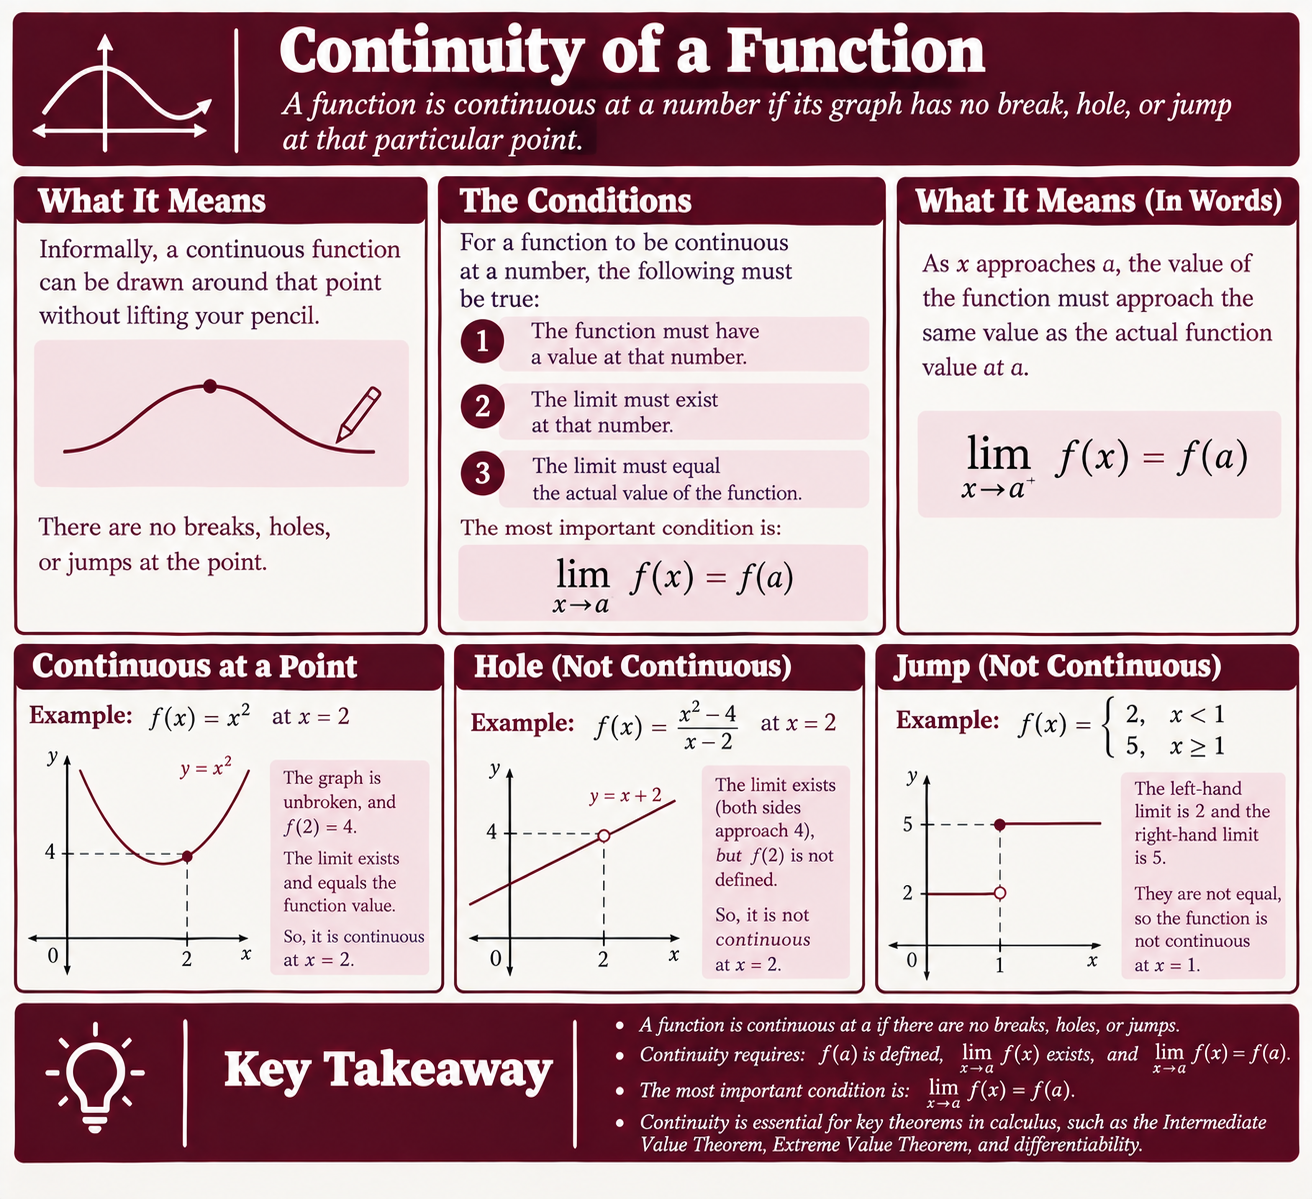 Continuity of a Function
A function is continuous at a number if its graph has no break, hole, or jump
at that particular point.
What It Means
Informally, a continuous function
can be drawn around that point
without lifting your pencil.
There are no breaks, holes,
or jumps at the point.
The Conditions
For a function to be continuous
at a number, the following must
be true:
1 The function must have
a value at that number.
2 The limit must exist
at that number.
3 The limit must equal
the actual value of the function.
The most important condition is:
lim f(x) = f(a)
x→a
What It Means (In Words)
As x approaches a, the value of
the function must approach the
same value as the actual function
value at a.
lim f(x) = f(a)
x→a⁺
Continuous at a Point
Example: f(x) = x² at x = 2
y
y = x²
4
0
2
x
The graph is
unbroken, and
f(2) = 4.
The limit exists
and equals the
function value.
So, it is continuous
at x = 2.
Hole (Not Continuous)
Example: f(x) = (x² – 4)/(x – 2) at x = 2
y
y = x + 2
4
0
2
x
The limit exists
(both sides
approach 4),
but f(2) is not
defined.
So, it is not
continuous
at x = 2.
Jump (Not Continuous)
Example: f(x) = { 2, x < 1
5, x ≥ 1
y
5
2
0
1
x
The left-hand
limit is 2 and the
right-hand limit
is 5.
They are not equal,
so the function is
not continuous
at x = 1.
Key Takeaway
• A function is continuous at a if there are no breaks, holes, or jumps.
• Continuity requires: f(a) is defined, lim x→a f(x) exists, and lim x→a f(x) = f(a).
• The most important condition is: lim x→a f(x) = f(a).
• Continuity is essential for key theorems in calculus, such as the Intermediate
Value Theorem, Extreme Value Theorem, and differentiability.